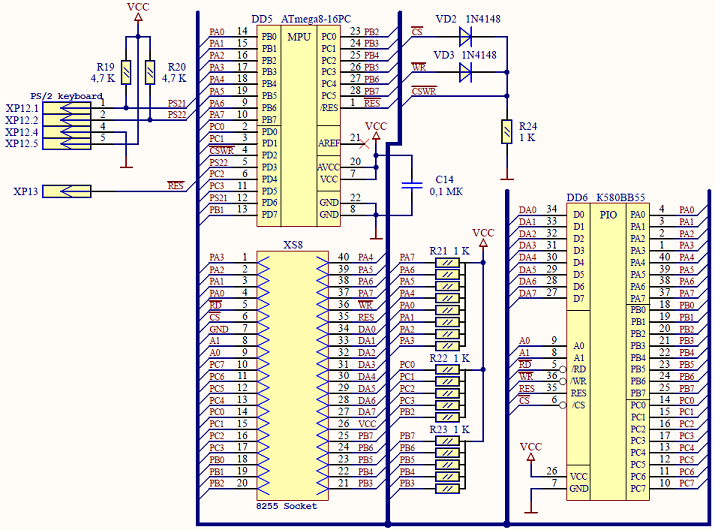 VCC
DD5 ATmega8-16PC
MPU
PA0 14 PB0 PC0 23 PB2
PA1 15 PB1 PC1 24 PB3
PA2 16 PB2 PC2 25 PB4
PA3 17 PB3 PC3 26 PB5
PA4 18 PB4 PC4 27 PB6
PA5 19 PB5 PC5 28 PB7
PA6 9 PB6 /RES 1 RES
PA7 10 PB7
PC0 2 PD0
PC1 3 PD1 AREF 21
CSWR 4 PD2
PS22 5 PD3 AVCC 20
PC2 6 PD4 VCC 7
PC3 11 PD5
PS21 12 PD6 GND 22
PB1 13 PD7 GND 8
R19
4,7 K
R20
4,7 K
PS/2 keyboard
XP12.1 1 PS21
XP12.2 2 PS22
XP12.4 4
XP12.5 5
XP13 RES
CS VD2 1N4148
WR VD3 1N4148
CSWR
R24
1 K
VCC
C14
0,1 MK
XS8
PA3 1 40 PA4
PA2 2 39 PA5
PA1 3 38 PA6
PA0 4 37 PA7
RD 5 36 WR
CS 6 35 RES
GND 7 34 DA0
A1 8 33 DA1
A0 9 32 DA2
PC7 10 31 DA3
PC6 11 30 DA4
PC5 12 29 DA5
PC4 13 28 DA6
PC0 14 27 DA7
PC1 15 26 VCC
PC2 16 25 PB7
PC3 17 24 PB6
PB0 18 23 PB5
PB1 19 22 PB4
PB2 20 21 PB3
8255 Socket
VCC
R21 1 K
PA7
PA6
PA5
PA4
PA0
PA1
PA2
PA3
R22 1 K
PC0
PC1
PC2
PC3
PB2
R23 1 K
PB7
PB6
PB5
PB4
PB3
DD6 K580BB55
PIO
DA0 34 D0 PA0 4 PA0
DA1 33 D1 PA1 3 PA1
DA2 32 D2 PA2 2 PA2
DA3 31 D3 PA3 1 PA3
DA4 30 D4 PA4 40 PA4
DA5 29 D5 PA5 39 PA5
DA6 28 D6 PA6 38 PA6
DA7 27 D7 PA7 37 PA7
PB0 18 PB0
PB1 19 PB1
PB2 20 PB2
A0 9 A0 PB3 21 PB3
A1 8 A1 PB4 22 PB4
RD 5 /RD PB5 23 PB5
WR 36 /WR PB6 24 PB6
RES 35 RES PB7 25 PB7
CS 6 /CS PC0 14 PC0
PC1 15 PC1
PC2 16 PC2
PC3 17 PC3
PC4 13 PC4
PC5 12 PC5
VCC
26 VCC PC6 11 PC6
7 GND PC7 10 PC7